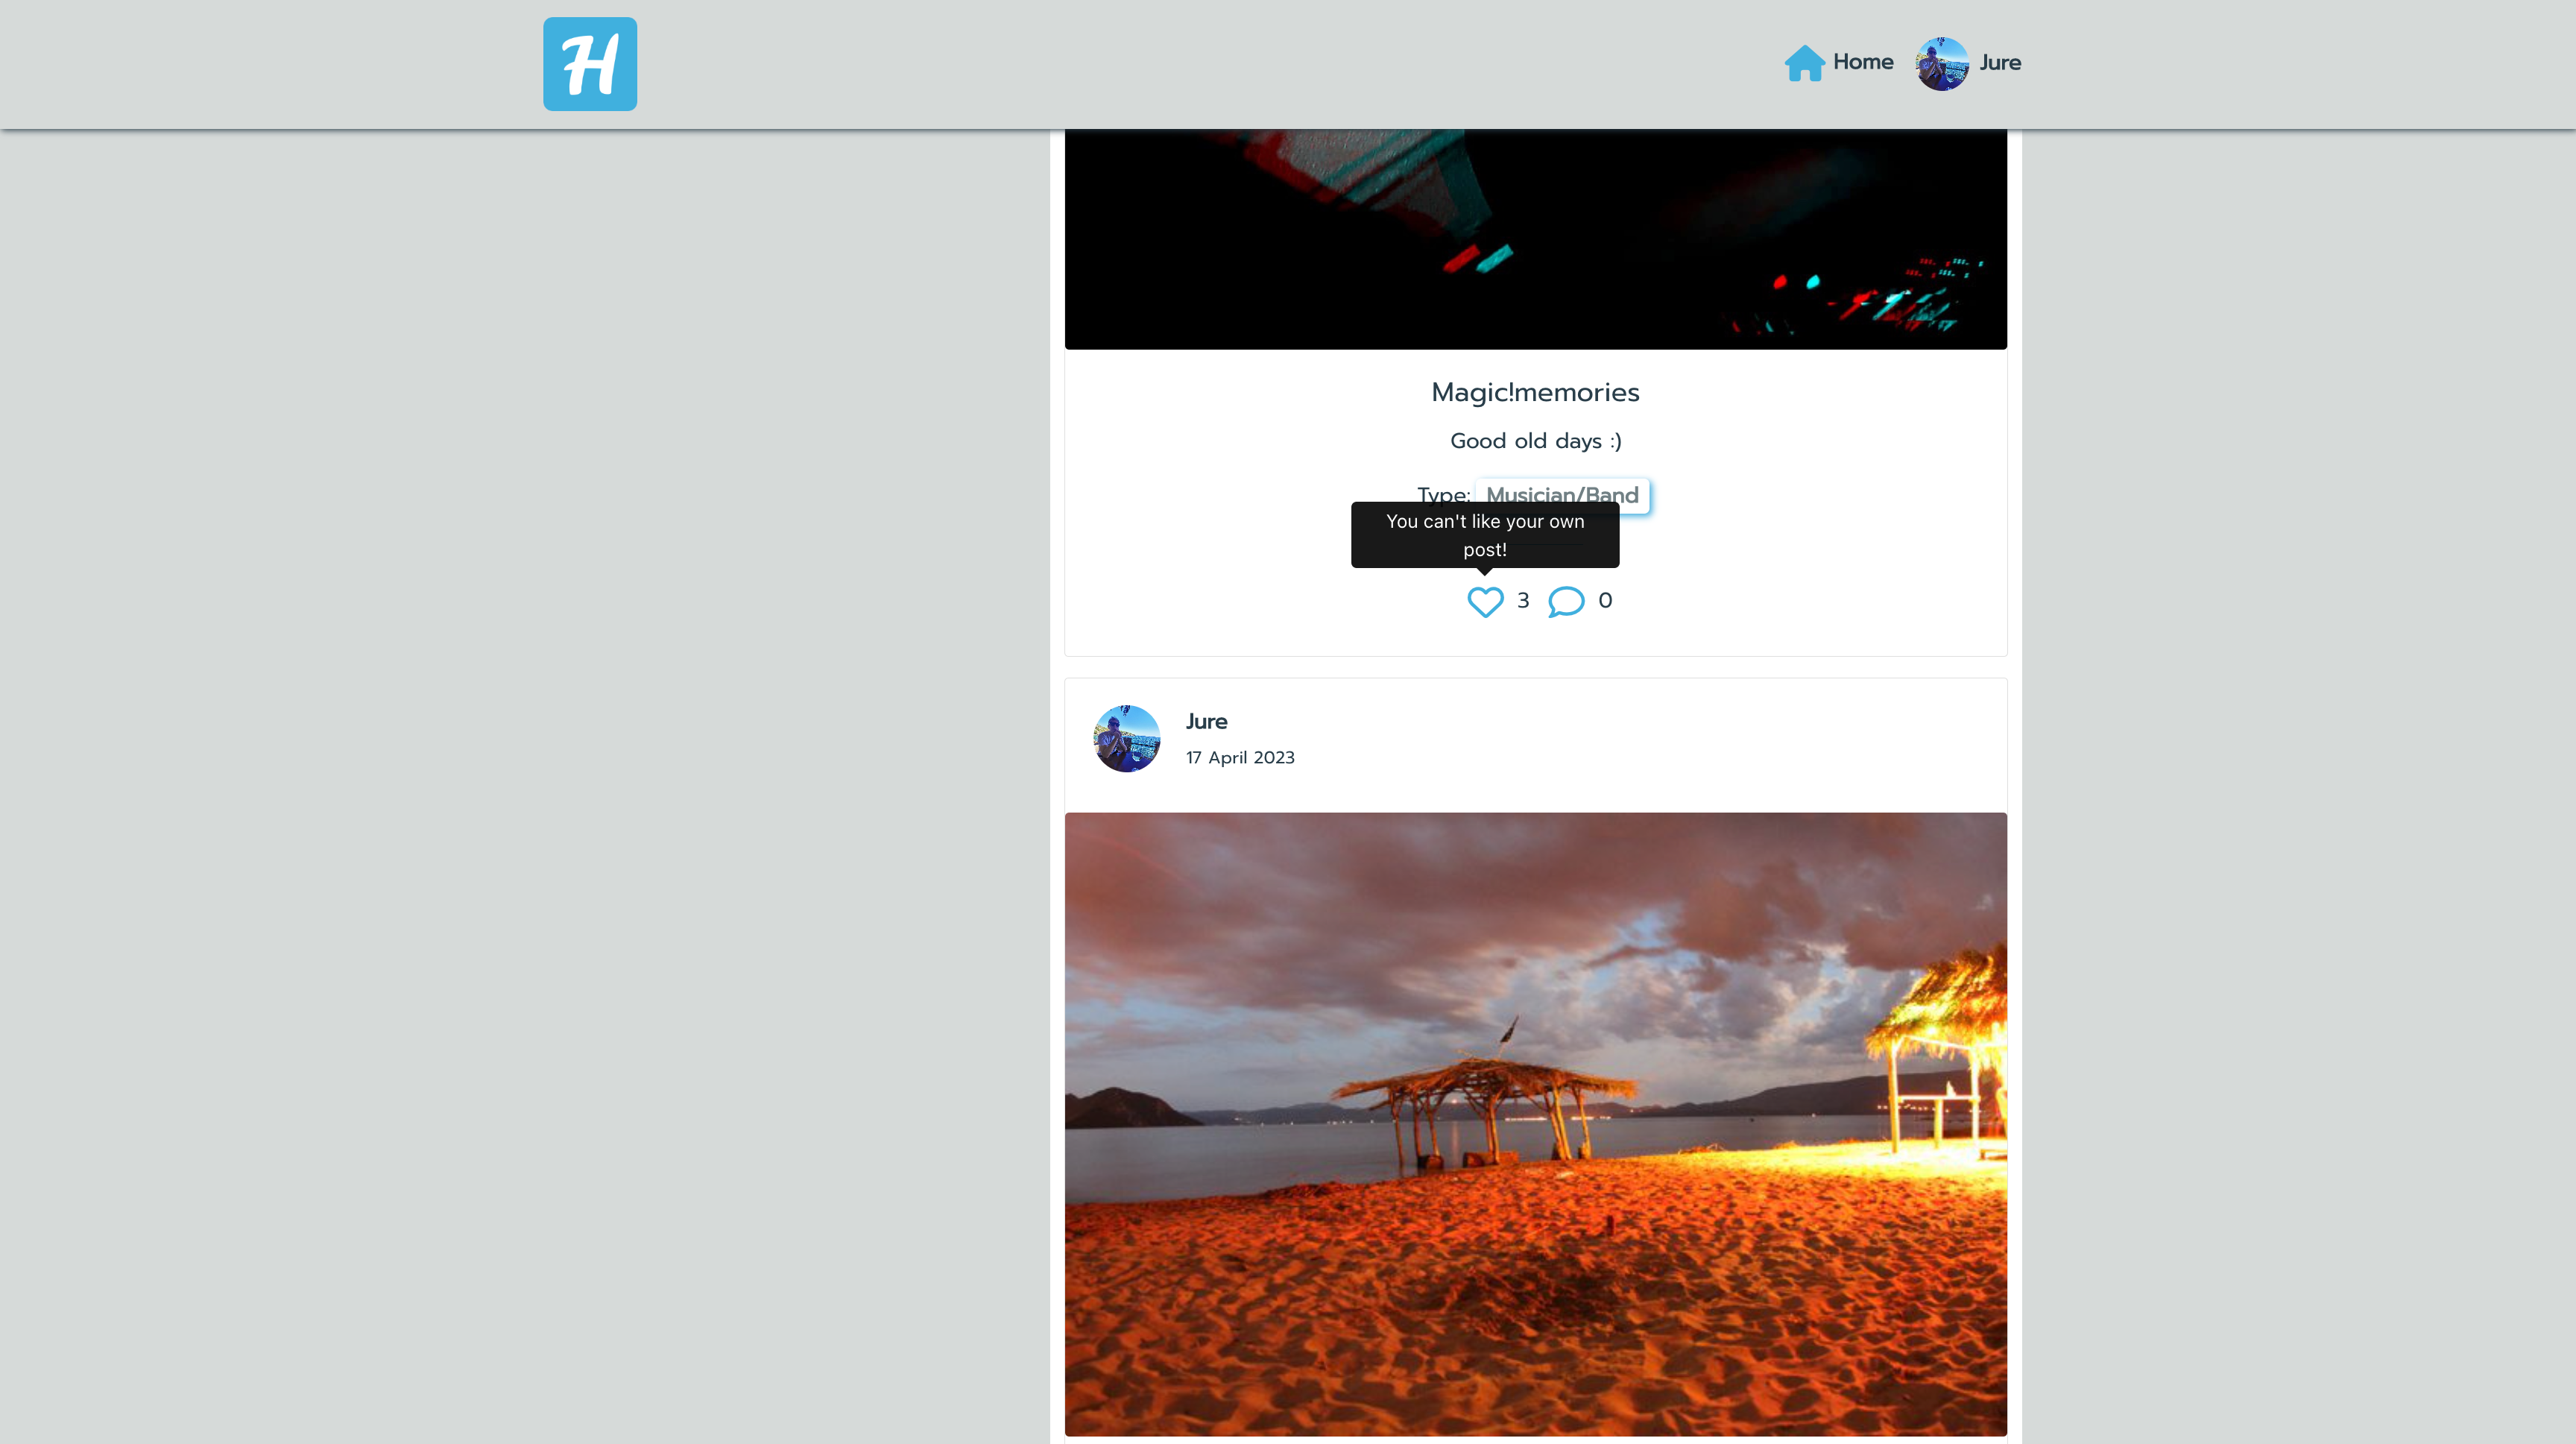 H
Home
Jure
Magic!memories
Good old days :)
Type: Musician/Band
You can't like your own
post!
3
0
Jure
17 April 2023